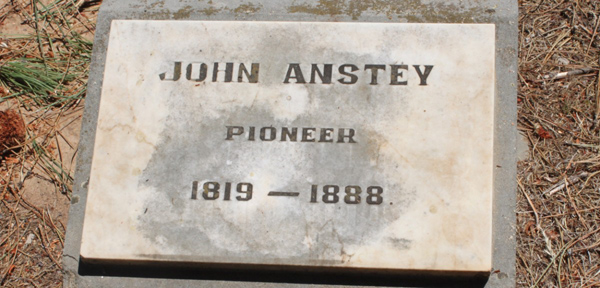 JOHN ANSTEY
PIONEER
1819 — 1888